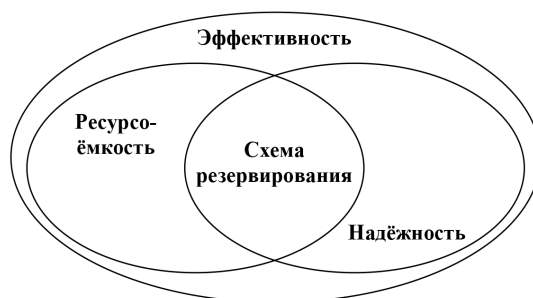 Эффективность
Ресурсо-
ёмкость
Схема
резервирования
Надёжность